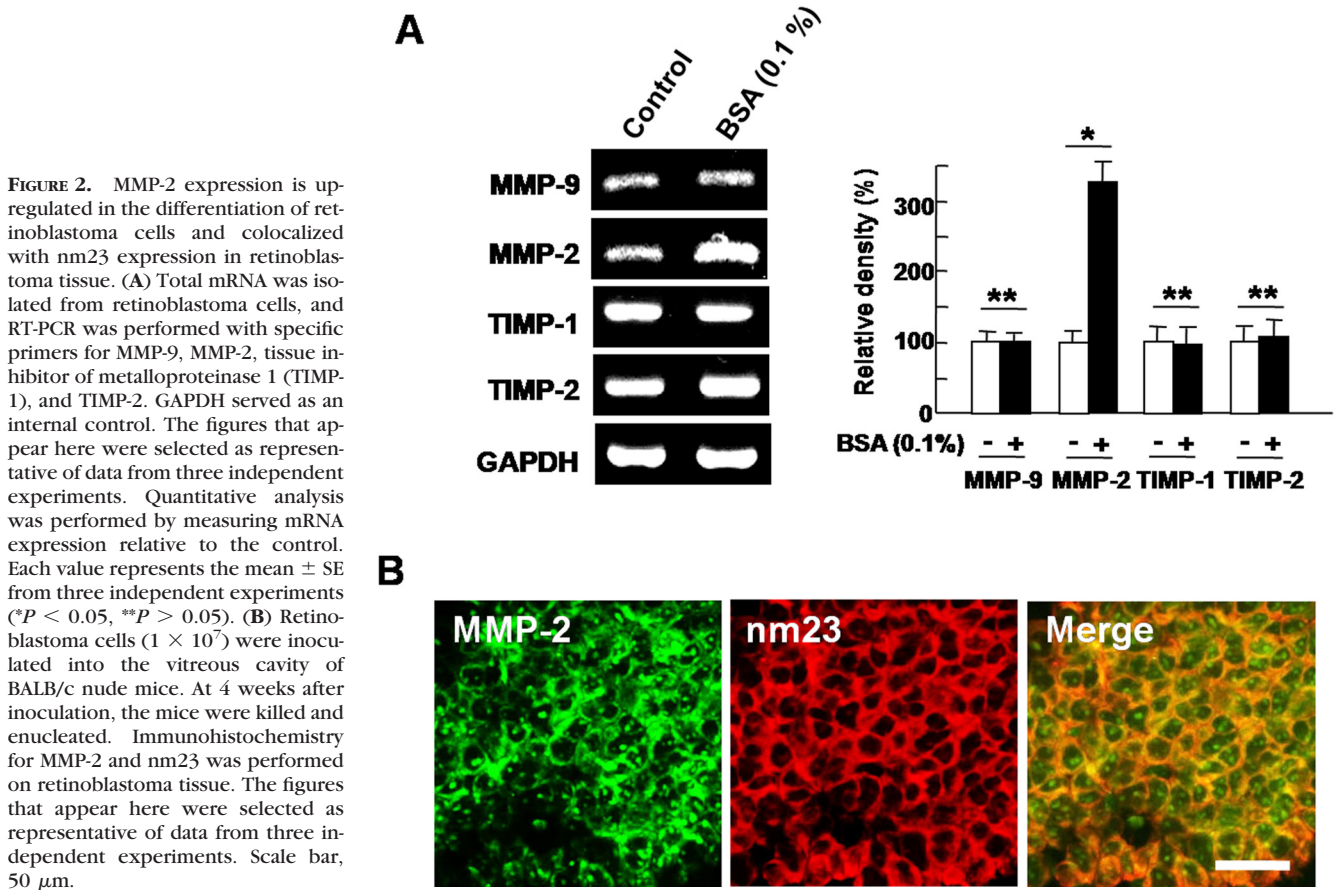 FIGURE 2. MMP-2 expression is up-
regulated in the differentiation of ret-
inoblastoma cells and colocalized
with nm23 expression in retinoblas-
toma tissue. (A) Total mRNA was iso-
lated from retinoblastoma cells, and
RT-PCR was performed with specific
primers for MMP-9, MMP-2, tissue in-
hibitor of metalloproteinase 1 (TIMP-
1), and TIMP-2. GAPDH served as an
internal control. The figures that ap-
pear here were selected as represen-
tative of data from three independent
experiments. Quantitative analysis
was performed by measuring mRNA
expression relative to the control.
Each value represents the mean ± SE
from three independent experiments
(*P < 0.05, **P > 0.05). (B) Retino-
blastoma cells (1 × 10⁷) were inocu-
lated into the vitreous cavity of
BALB/c nude mice. At 4 weeks after
inoculation, the mice were killed and
enucleated. Immunohistochemistry
for MMP-2 and nm23 was performed
on retinoblastoma tissue. The figures
that appear here were selected as
representative of data from three in-
dependent experiments. Scale bar,
50 μm.
A
Control
BSA (0.1 %)
MMP-9
MMP-2
TIMP-1
TIMP-2
GAPDH
Relative density (%)
300
200
100
0
** * ** **
BSA (0.1%) - + - + - + - +
MMP-9 MMP-2 TIMP-1 TIMP-2
B
MMP-2 nm23 Merge